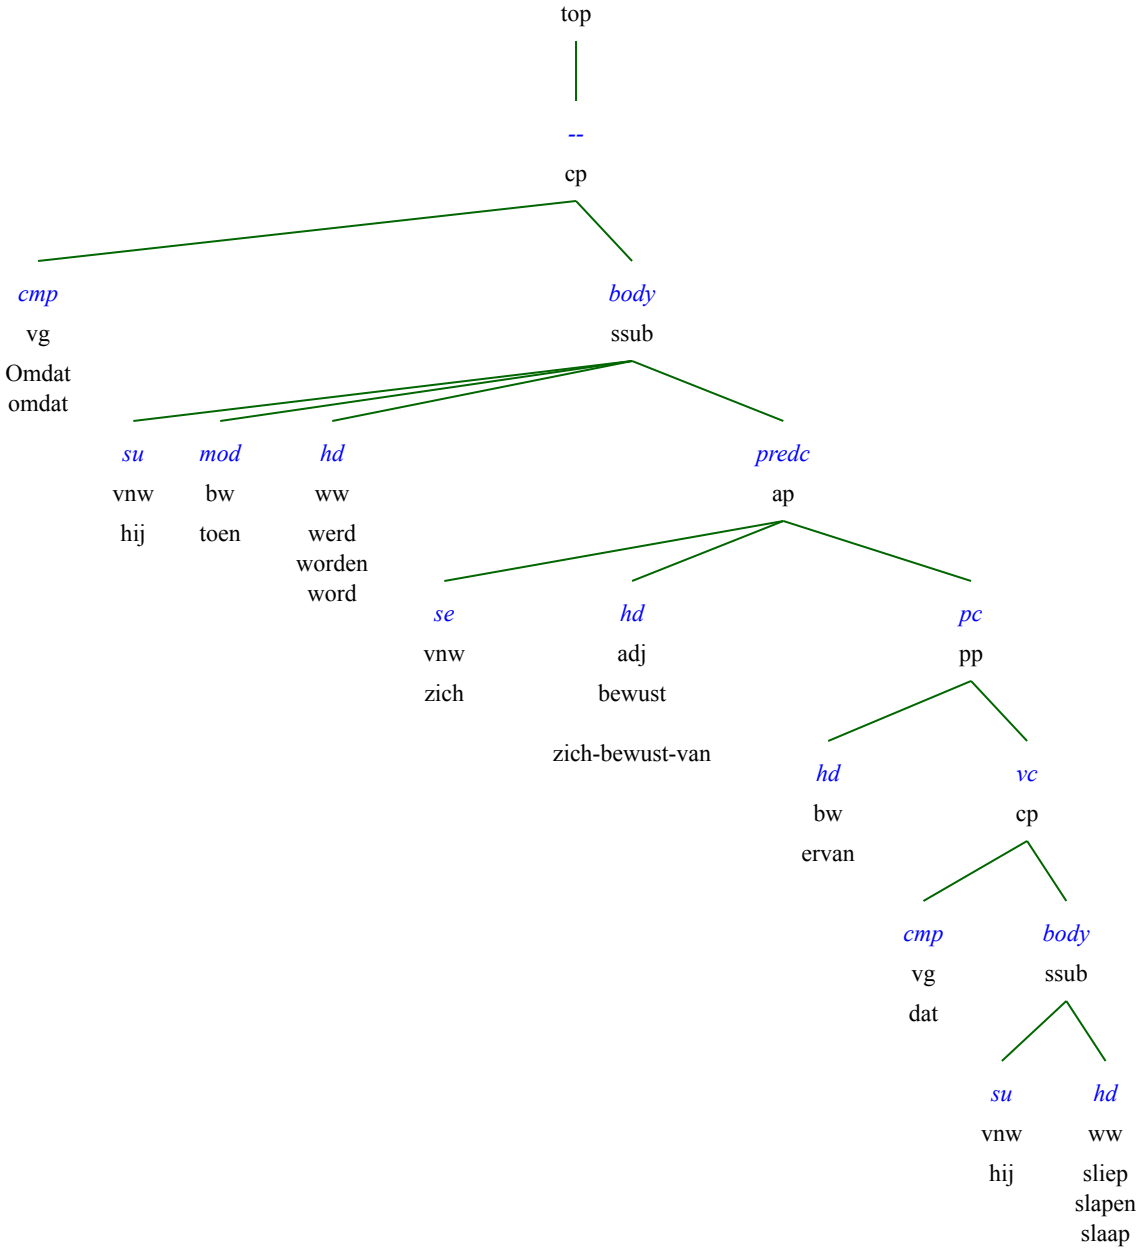 top
--
cp
cmp body
vg ssub
Omdat
omdat
su mod hd predc
vnw bw ww ap
hij toen werd
worden
word
se hd pc
vnw adj pp
zich bewust
zich-bewust-van
hd vc
bw cp
ervan
cmp body
vg ssub
dat
su hd
vnw ww
hij sliep
slapen
slaap